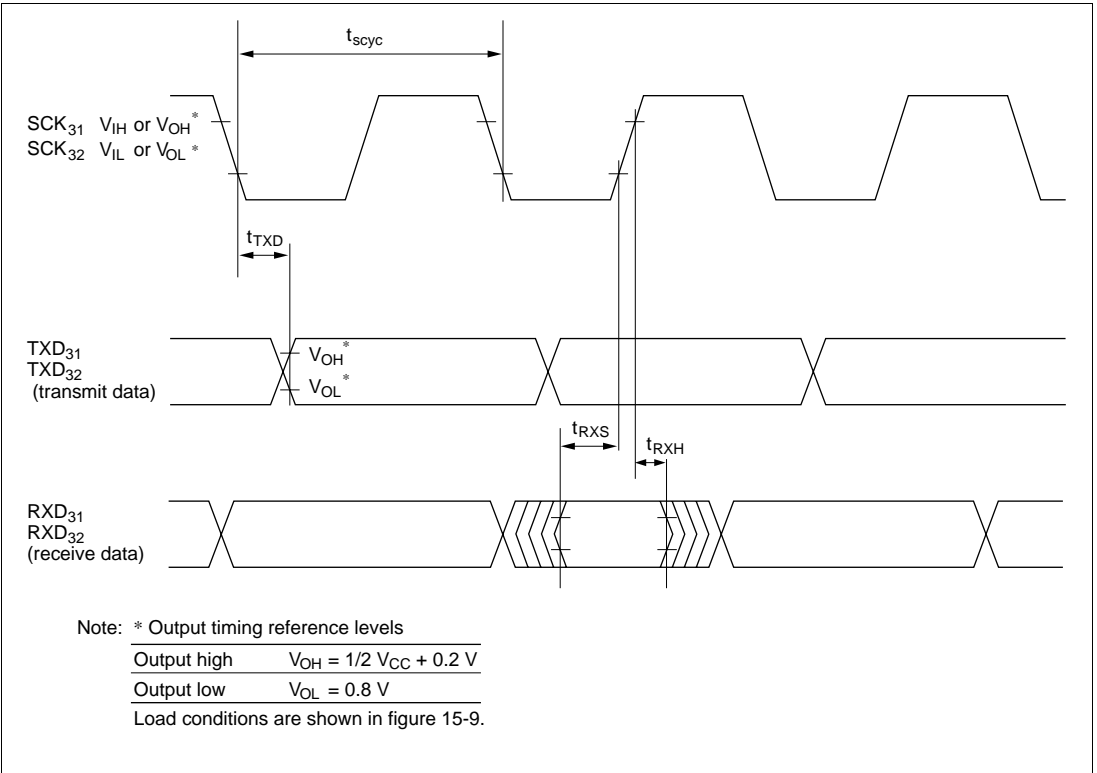 tscyc
SCK31 VIH or VOH*
SCK32 VIL or VOL*
tTXD
TXD31
TXD32
(transmit data)
VOH*
VOL*
tRXS
tRXH
RXD31
RXD32
(receive data)
Note: * Output timing reference levels
Output high VOH = 1/2 VCC + 0.2 V
Output low VOL = 0.8 V
Load conditions are shown in figure 15-9.